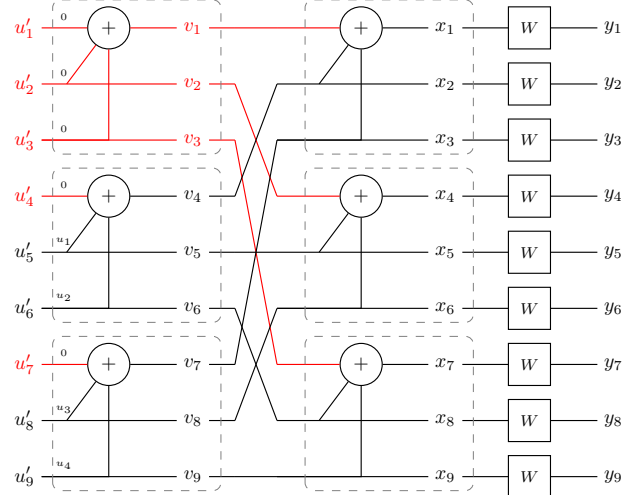 0
u′₁ + v₁ + x₁ W y₁
0
u′₂ v₂ x₂ W y₂
0
u′₃ v₃ x₃ W y₃
0
u′₄ + v₄ + x₄ W y₄
u₁
u′₅ v₅ x₅ W y₅
u₂
u′₆ v₆ x₆ W y₆
0
u′₇ + v₇ + x₇ W y₇
u₃
u′₈ v₈ x₈ W y₈
u₄
u′₉ v₉ x₉ W y₉